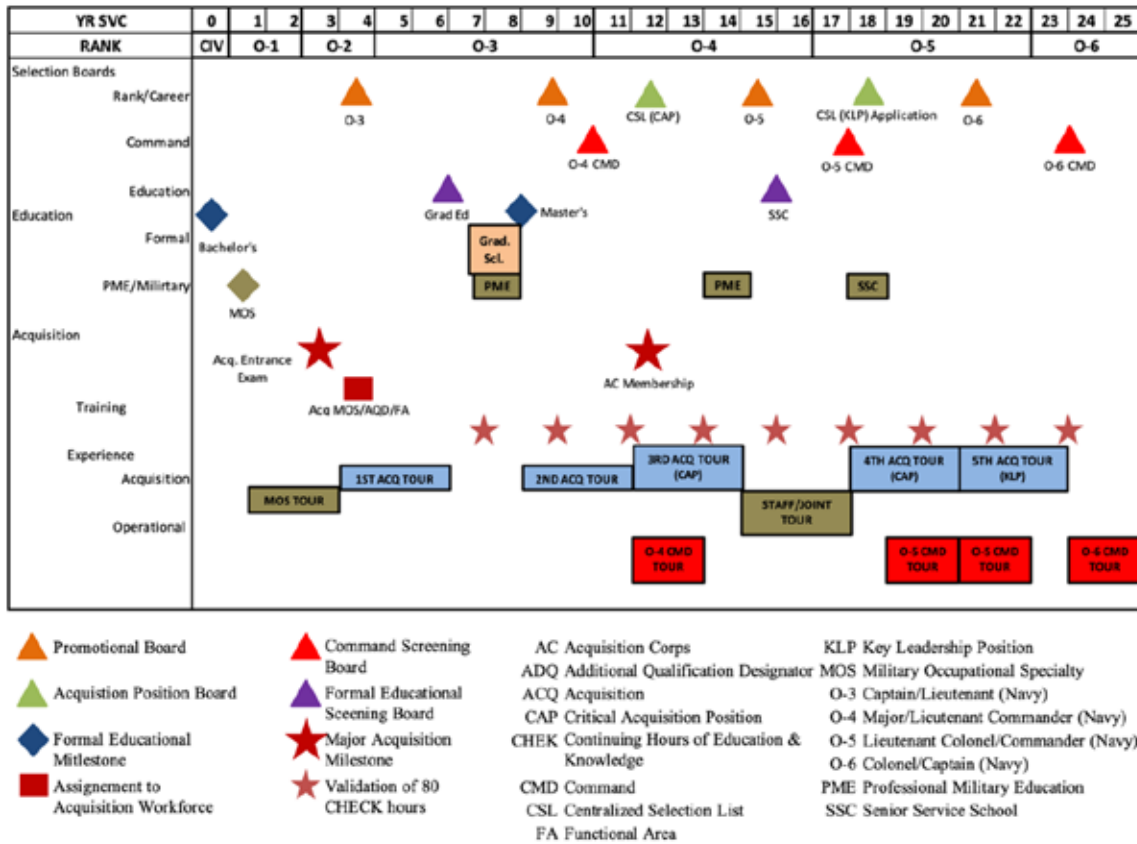 YR SVC 0 1 2 3 4 5 6 7 8 9 10 11 12 13 14 15 16 17 18 19 20 21 22 23 24 25
RANK CIV O-1 O-2 O-3 O-4 O-5 O-6
Selection Boards
Rank/Career
O-3
O-4
CSL (CAP)
O-5
CSL (KLP) Application
O-6
Command
O-4 CMD
O-5 CMD
O-6 CMD
Education
Grad Ed
Master's
SSC
Education
Bachelor's
Formal
Grad.
Scl.
PME/Milirtary
MOS
PME
PME
SSC
Acquisition
Acq. Entrance
Exam
AC Membership
Acq MOS/AQD/FA
Training
Experience
Acquisition
1ST ACQ TOUR
2ND ACQ TOUR
3RD ACQ TOUR
(CAP)
4TH ACQ TOUR
(CAP)
5TH ACQ TOUR
(KLP)
MOS TOUR
STAFF/JOINT
TOUR
Operational
O-4 CMD
TOUR
O-5 CMD
TOUR
O-5 CMD
TOUR
O-6 CMD
TOUR
Promotional Board
Acquistion Position Board
Formal Educational
Mitlestone
Assignement to
Acquisition Workforce
Command Screening
Board
Formal Educational
Sceening Board
Major Acquisition
Milestone
Validation of 80
CHECK hours
AC Acquisition Corps
ADQ Additional Qualification Designator
ACQ Acquisition
CAP Critical Acquisition Position
CHEK Continuing Hours of Education &
Knowledge
CMD Command
CSL Centralized Selection List
FA Functional Area
KLP Key Leadership Position
MOS Military Occupational Specialty
O-3 Captain/Lieutenant (Navy)
O-4 Major/Lieutenant Commander (Navy)
O-5 Lieutenant Colonel/Commander (Navy)
O-6 Colonel/Captain (Navy)
PME Professional Military Education
SSC Senior Service School